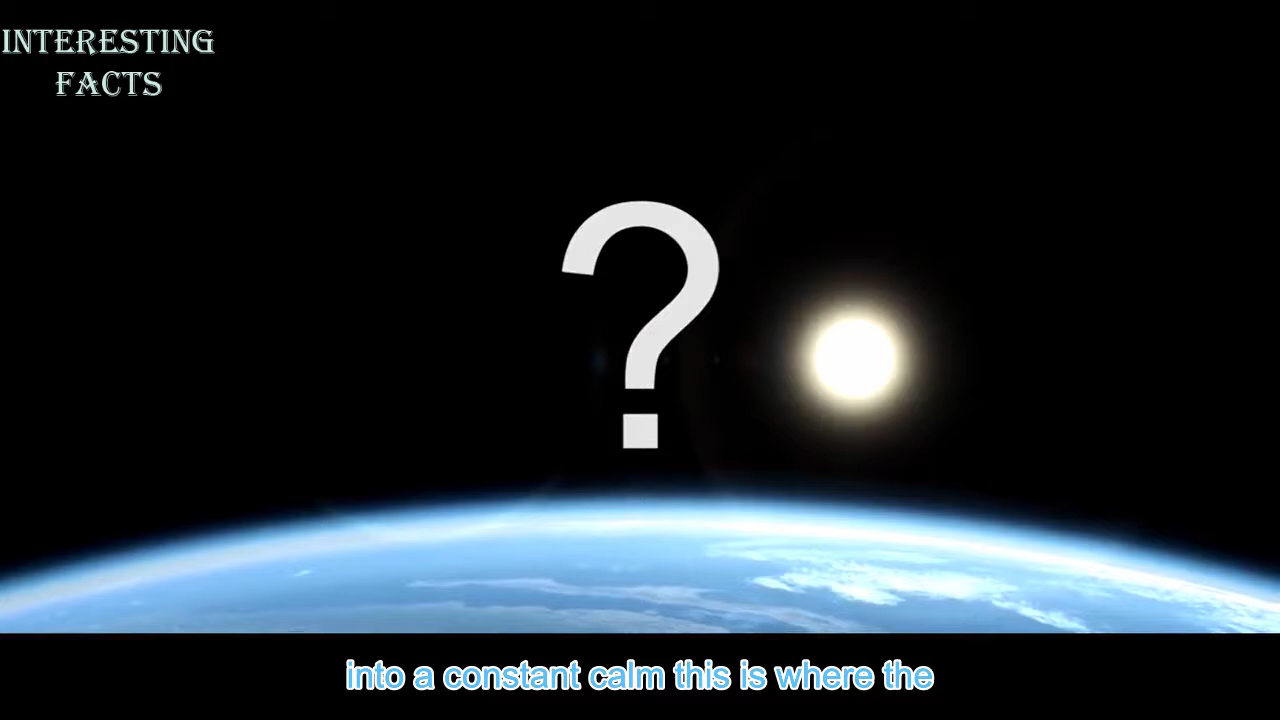 INTERESTING
FACTS
?
into a constant calm this is where the